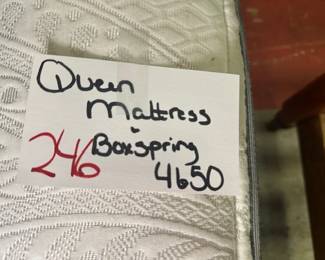 Queen
Mattress
Boxspring
246
4650